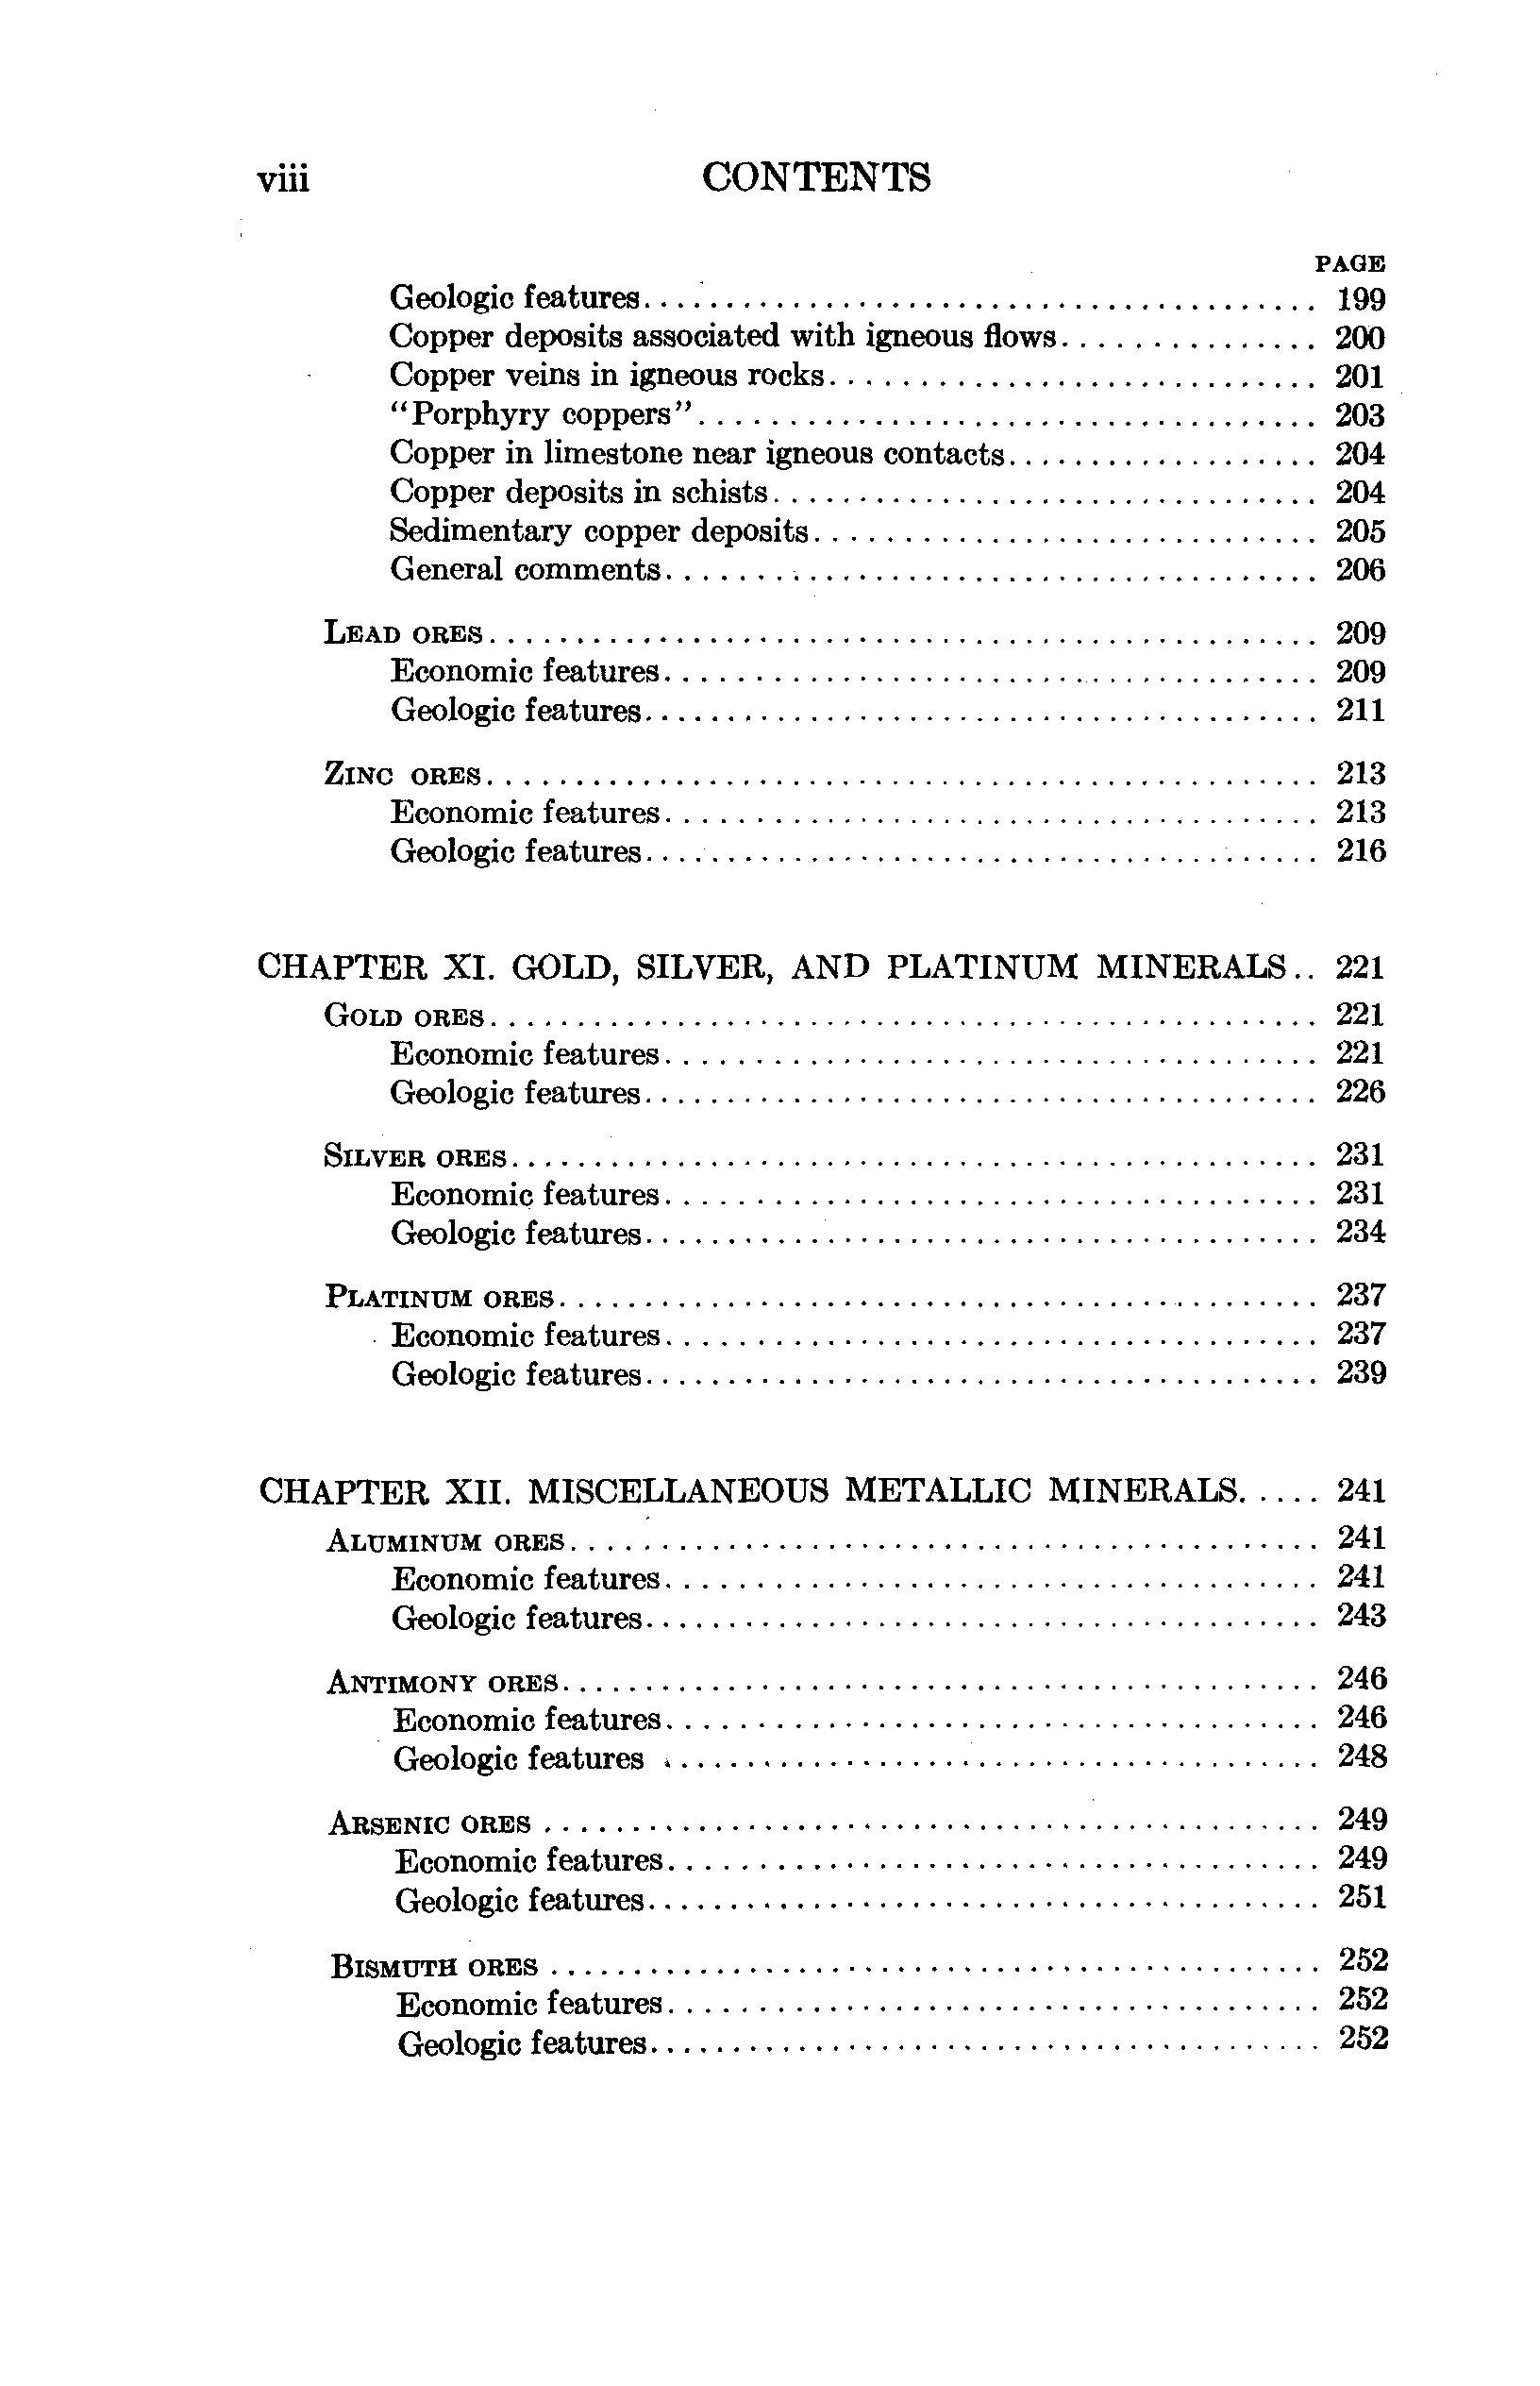 viii CONTENTS
PAGE
Geologic features........................................ 199
Copper deposits associated with igneous flows............... 200
Copper veins in igneous rocks............................. 201
“Porphyry coppers”..................................... 203
Copper in limestone near igneous contacts................... 204
Copper deposits in schists................................ 204
Sedimentary copper deposits.............................. 205
General comments....................................... 206
LEAD ORES................................................. 209
Economic features....................................... 209
Geologic features........................................ 211
ZINC ORES................................................. 213
Economic features....................................... 213
Geologic features........................................ 216
CHAPTER XI. GOLD, SILVER, AND PLATINUM MINERALS.. 221
GOLD ORES................................................. 221
Economic features....................................... 221
Geologic features........................................ 226
SILVER ORES................................................ 231
Economic features....................................... 231
Geologic features........................................ 234
PLATINUM ORES............................................. 237
Economic features....................................... 237
Geologic features........................................ 239
CHAPTER XII. MISCELLANEOUS METALLIC MINERALS..... 241
ALUMINUM ORES............................................ 241
Economic features....................................... 241
Geologic features........................................ 243
ANTIMONY ORES............................................. 246
Economic features....................................... 246
Geologic features ....................................... 248
ARSENIC ORES .............................................. 249
Economic features....................................... 249
Geologic features........................................ 251
BISMUTH ORES .............................................. 252
Economic features....................................... 252
Geologic features........................................ 252